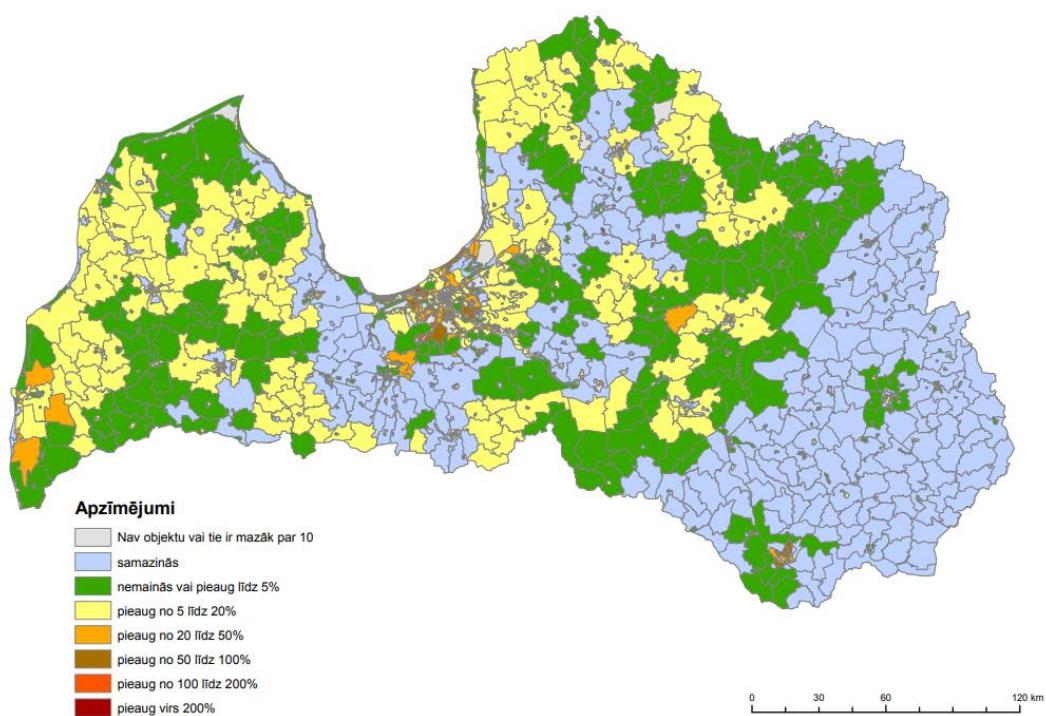 Apzīmējumi
Nav objektu vai tie ir mazāk par 10
samazinās
nemainās vai pieaug līdz 5%
pieaug no 5 līdz 20%
pieaug no 20 līdz 50%
pieaug no 50 līdz 100%
pieaug no 100 līdz 200%
pieaug virs 200%
0 30 60 120 km